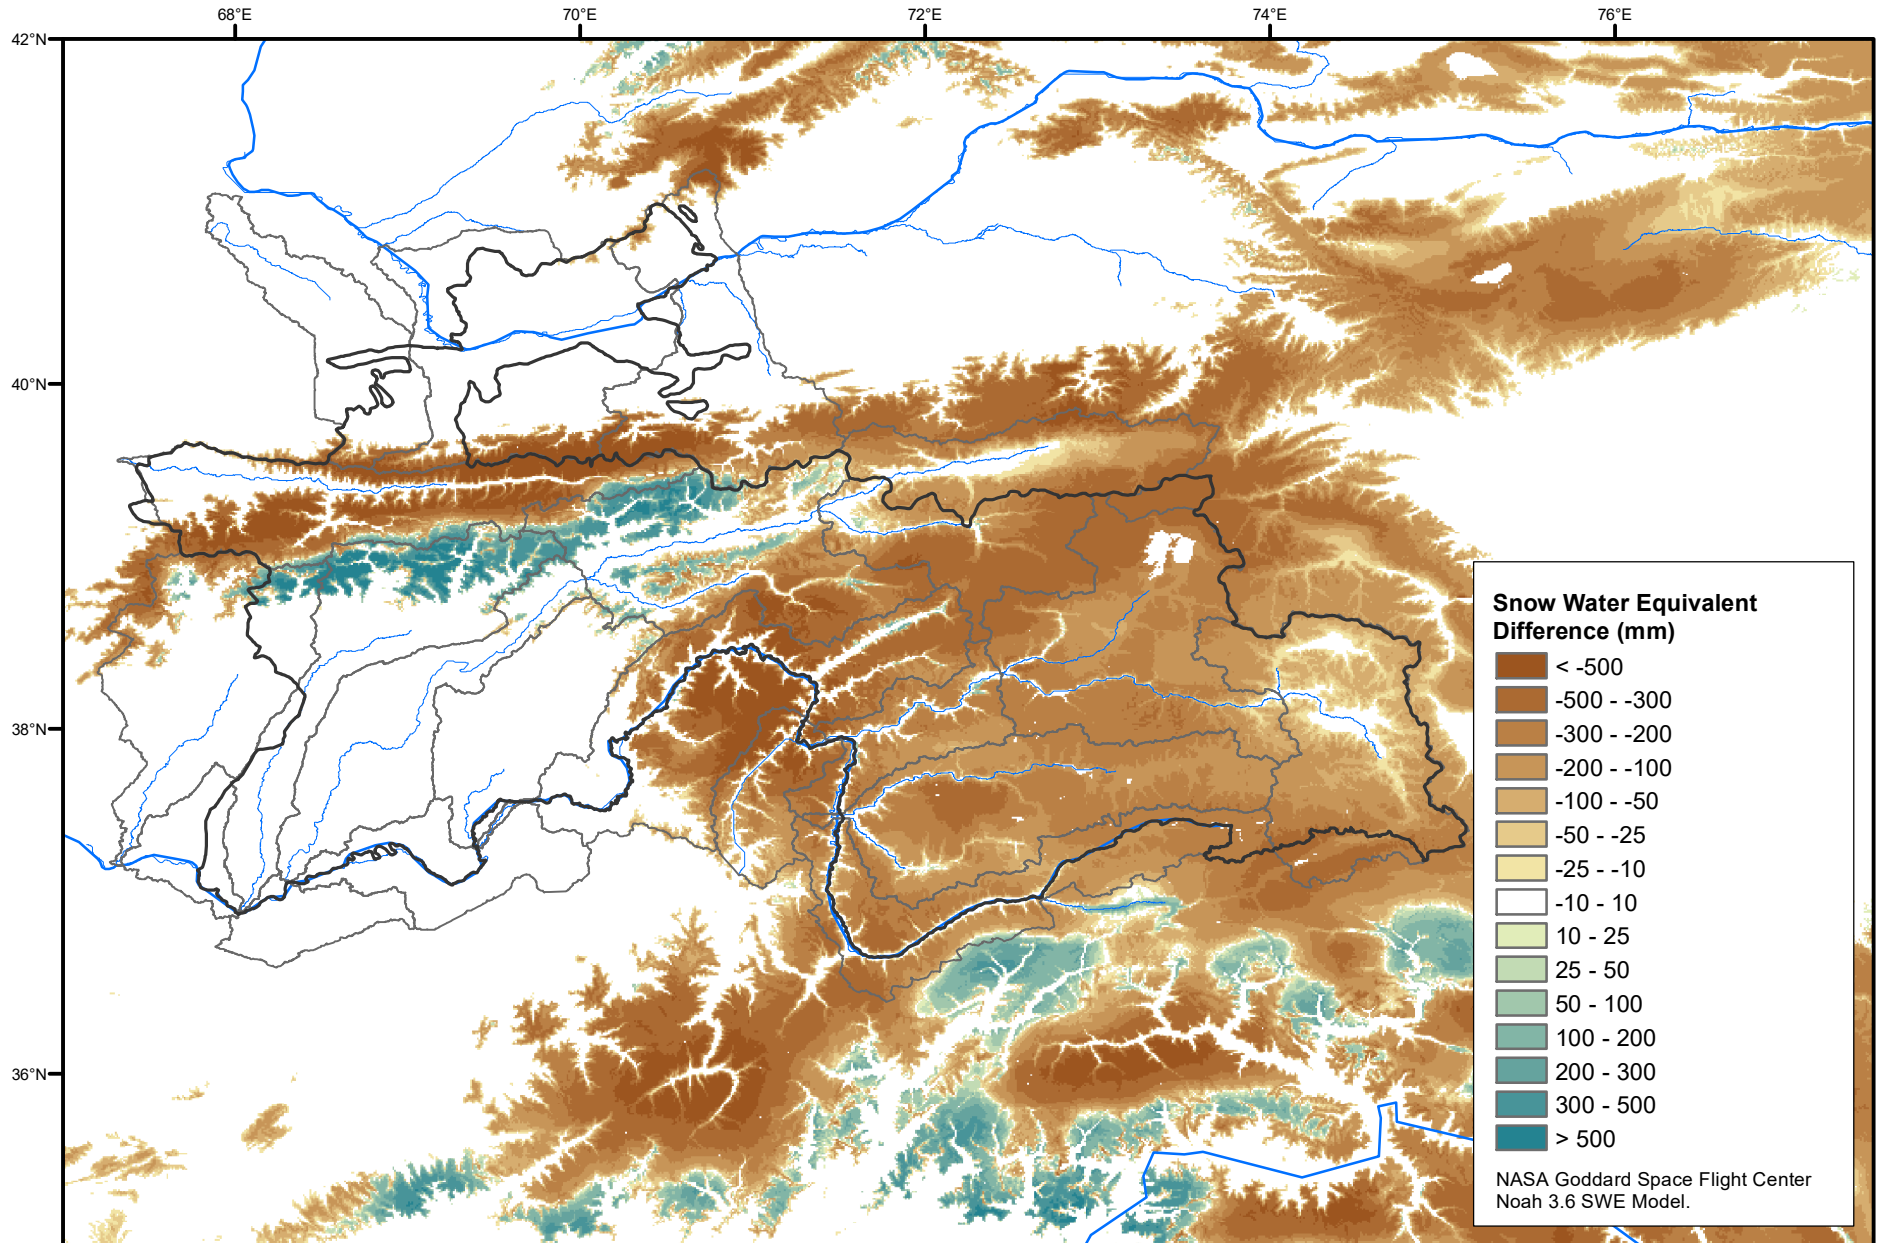 68°E 70°E 72°E 74°E 76°E
42°N
40°N
38°N
36°N
Snow Water Equivalent
Difference (mm)
< -500
-500 - -300
-300 - -200
-200 - -100
-100 - -50
-50 - -25
-25 - -10
-10 - 10
10 - 25
25 - 50
50 - 100
100 - 200
200 - 300
300 - 500
> 500
NASA Goddard Space Flight Center
Noah 3.6 SWE Model.